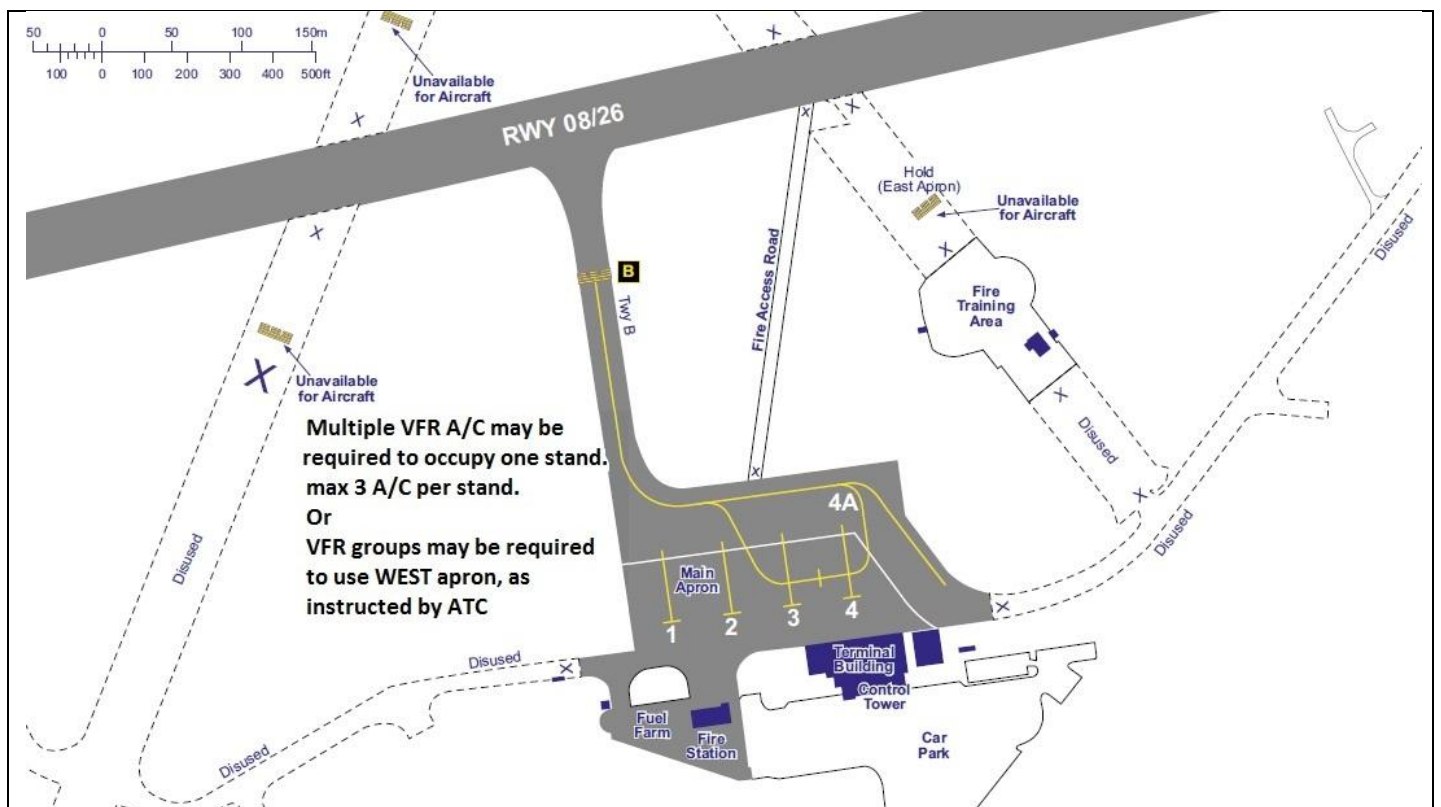 50 0 50 100 150m
100 0 100 200 300 400 500ft
Unavailable
for Aircraft
X
X
RWY 08/26
X
X
X
X
Hold
(East Apron)
Unavailable
for Aircraft
X
Disused
B
Twy B
Fire Access Road
Fire
Training
Area
Unavailable
for Aircraft
X
X
Disused
Multiple VFR A/C may be
required to occupy one stand.
max 3 A/C per stand.
Or
VFR groups may be required
to use WEST apron, as
instructed by ATC
X
X
Disused
Disused
4A
Main
Apron
1
2
3
4
X
Disused
X
Terminal
Building
Control
Tower
Fuel
Farm
Fire
Station
Car
Park
Disused